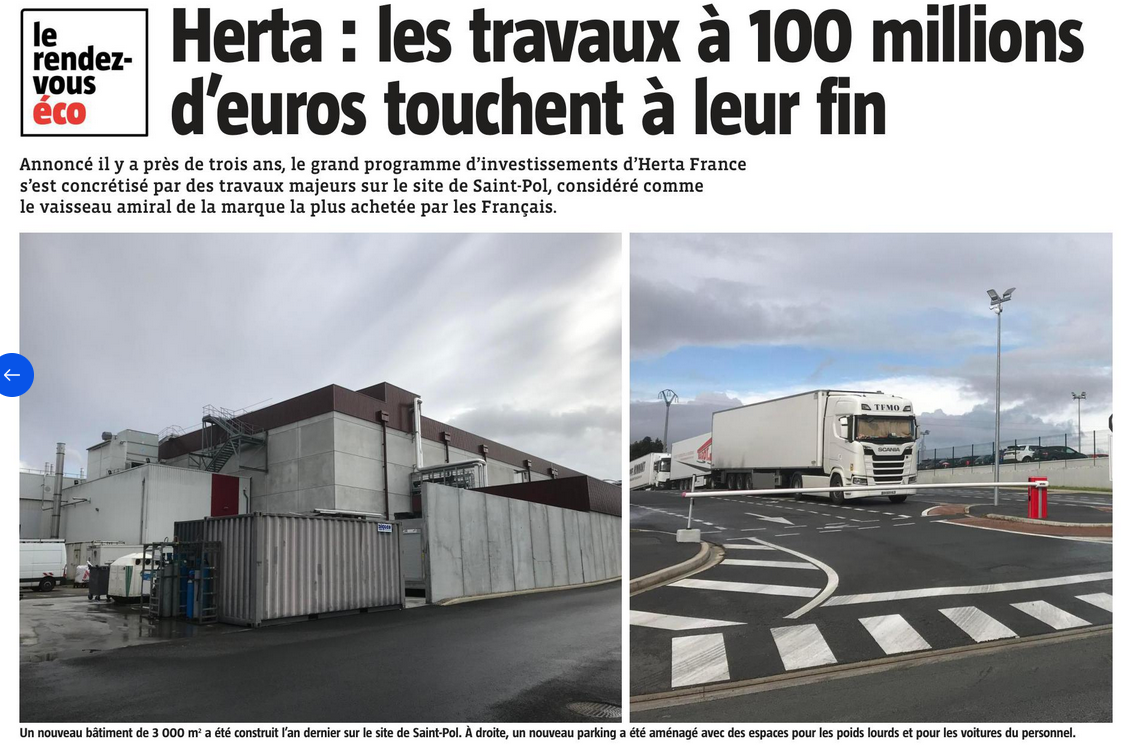 le
rendez-
vous
éco
Herta : les travaux à 100 millions
d'euros touchent à leur fin
Annoncé il y a près de trois ans, le grand programme d'investissements d'Herta France
s'est concrétisé par des travaux majeurs sur le site de Saint-Pol, considéré comme
le vaisseau amiral de la marque la plus achetée par les Français.
SCANIA
Un nouveau bâtiment de 3 000 m² a été construit l'an dernier sur le site de Saint-Pol. À droite, un nouveau parking a été aménagé avec des espaces pour les poids lourds et pour les voitures du personnel.